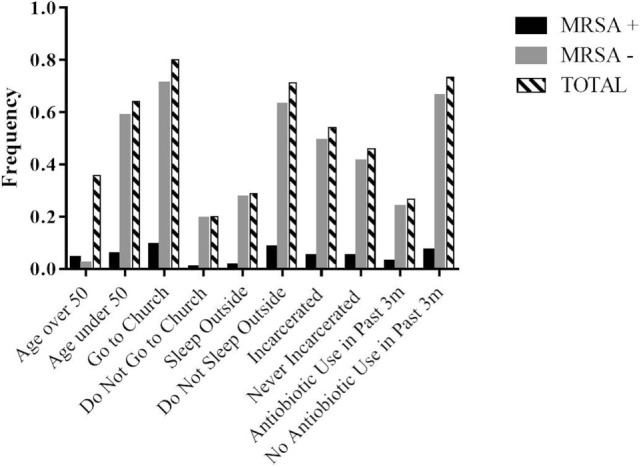 1.0
0.8
0.6
0.4
0.2
0.0
Frequency
MRSA +
MRSA -
TOTAL
Age over 50
Age under 50
Go to Church
Do Not Go to Church
Sleep Outside
Do Not Sleep Outside
Incarcerated
Never Incarcerated
Antiobiotic Use in Past 3m
No Antiobiotic Use in Past 3m